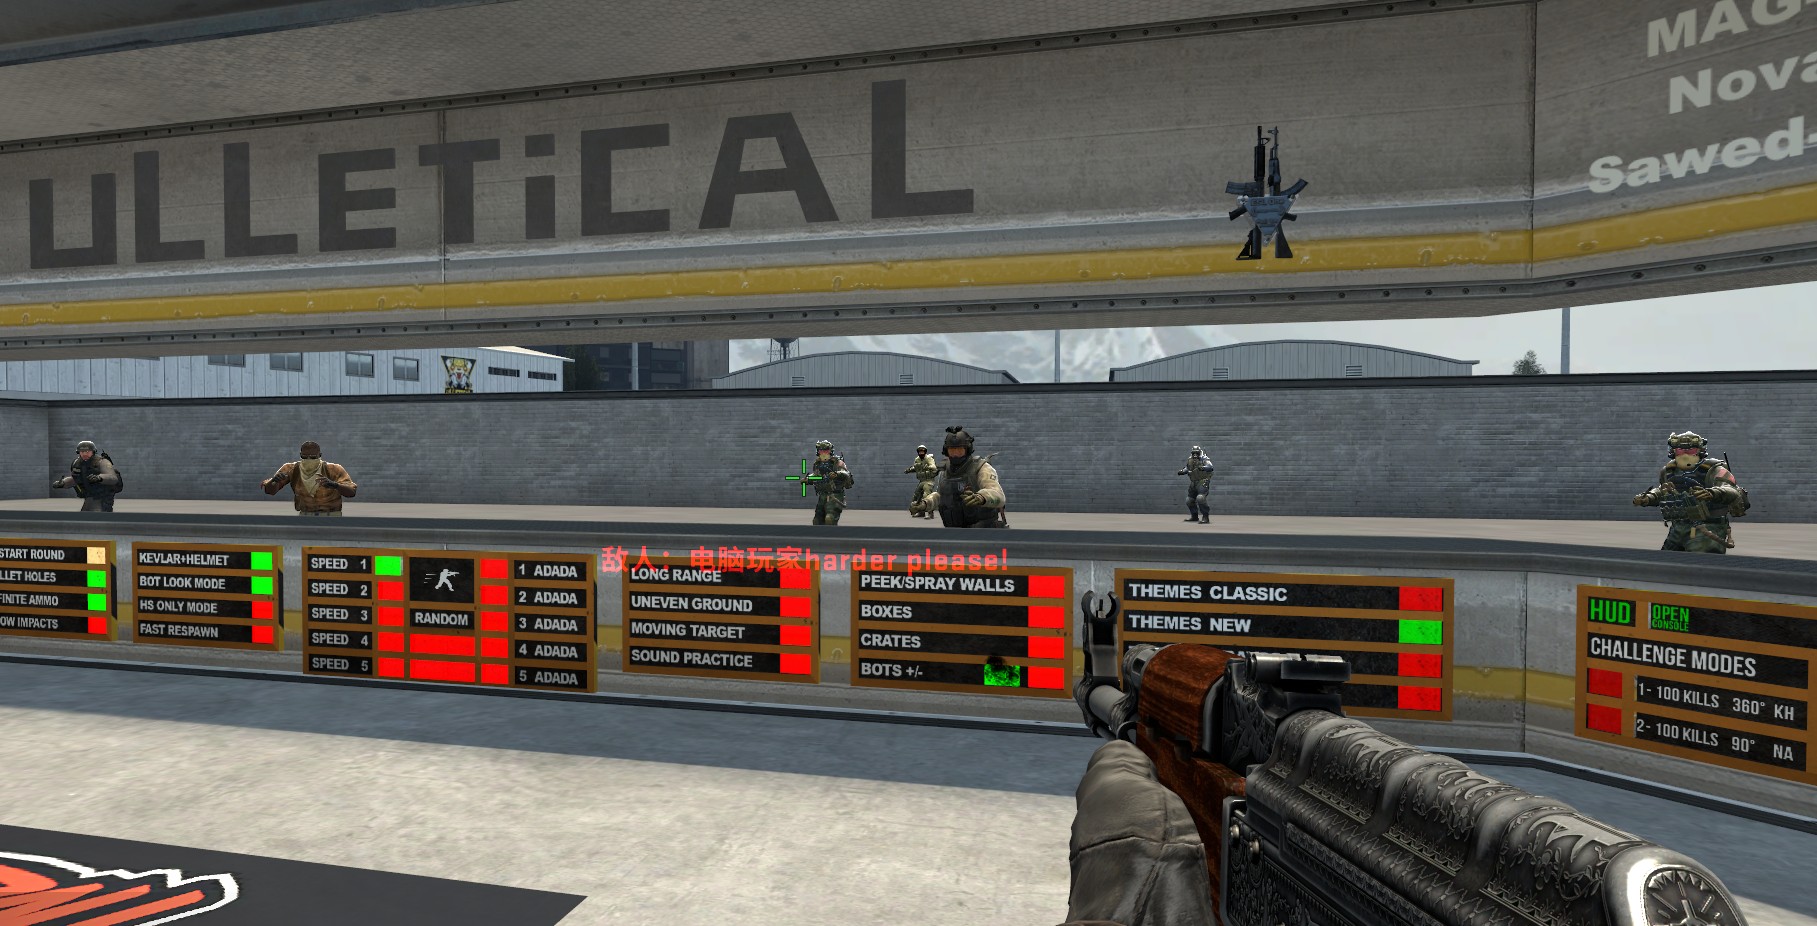 ULLETiCAL
MAG-
Nova
Sawed-
START ROUND
LLET HOLES
FINITE AMMO
OW IMPACTS
KEVLAR+HELMET
BOT LOOK MODE
HS ONLY MODE
FAST RESPAWN
SPEED 1
SPEED 2
SPEED 3
SPEED 4
SPEED 5
RANDOM
1 ADADA
2 ADADA
3 ADADA
4 ADADA
5 ADADA
敌人：电脑玩家harder please!
LONG RANGE
UNEVEN GROUND
MOVING TARGET
SOUND PRACTICE
PEEK/SPRAY WALLS
BOXES
CRATES
BOTS +/-
THEMES CLASSIC
THEMES NEW
HUD
OPEN
CONSOLE
CHALLENGE MODES
1- 100 KILLS 360° KH
2- 100 KILLS 90° NA